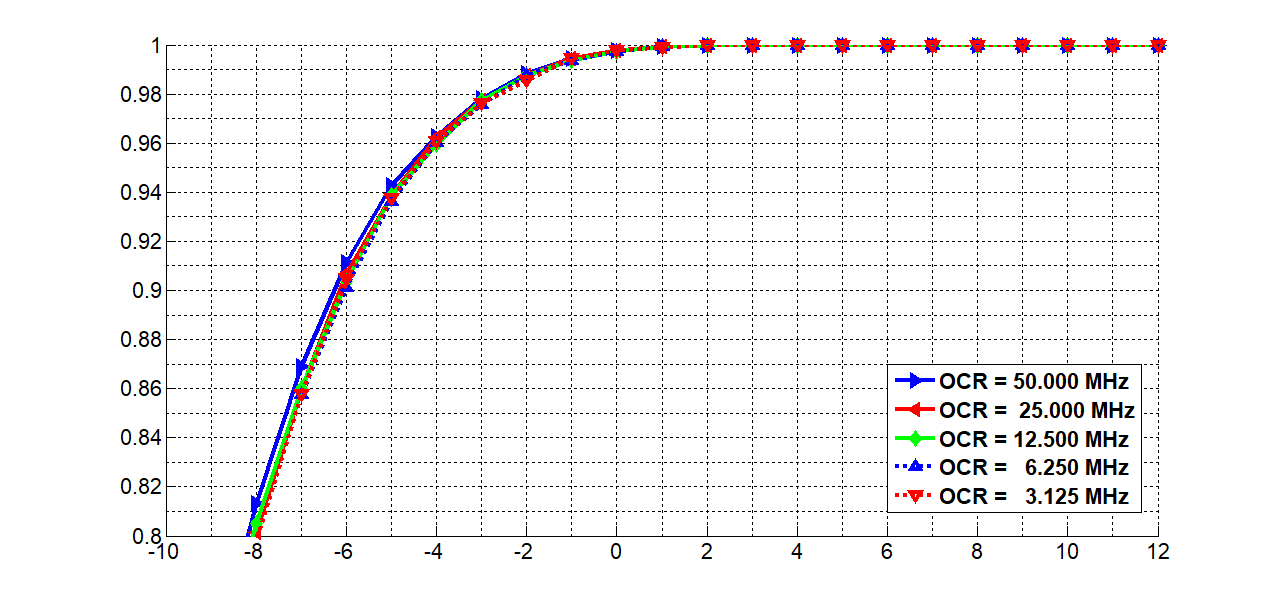 1
0.98
0.96
0.94
0.92
0.9
0.88
0.86
0.84
0.82
0.8
-10 -8 -6 -4 -2 0 2 4 6 8 10 12
OCR = 50.000 MHz
OCR = 25.000 MHz
OCR = 12.500 MHz
OCR = 6.250 MHz
OCR = 3.125 MHz